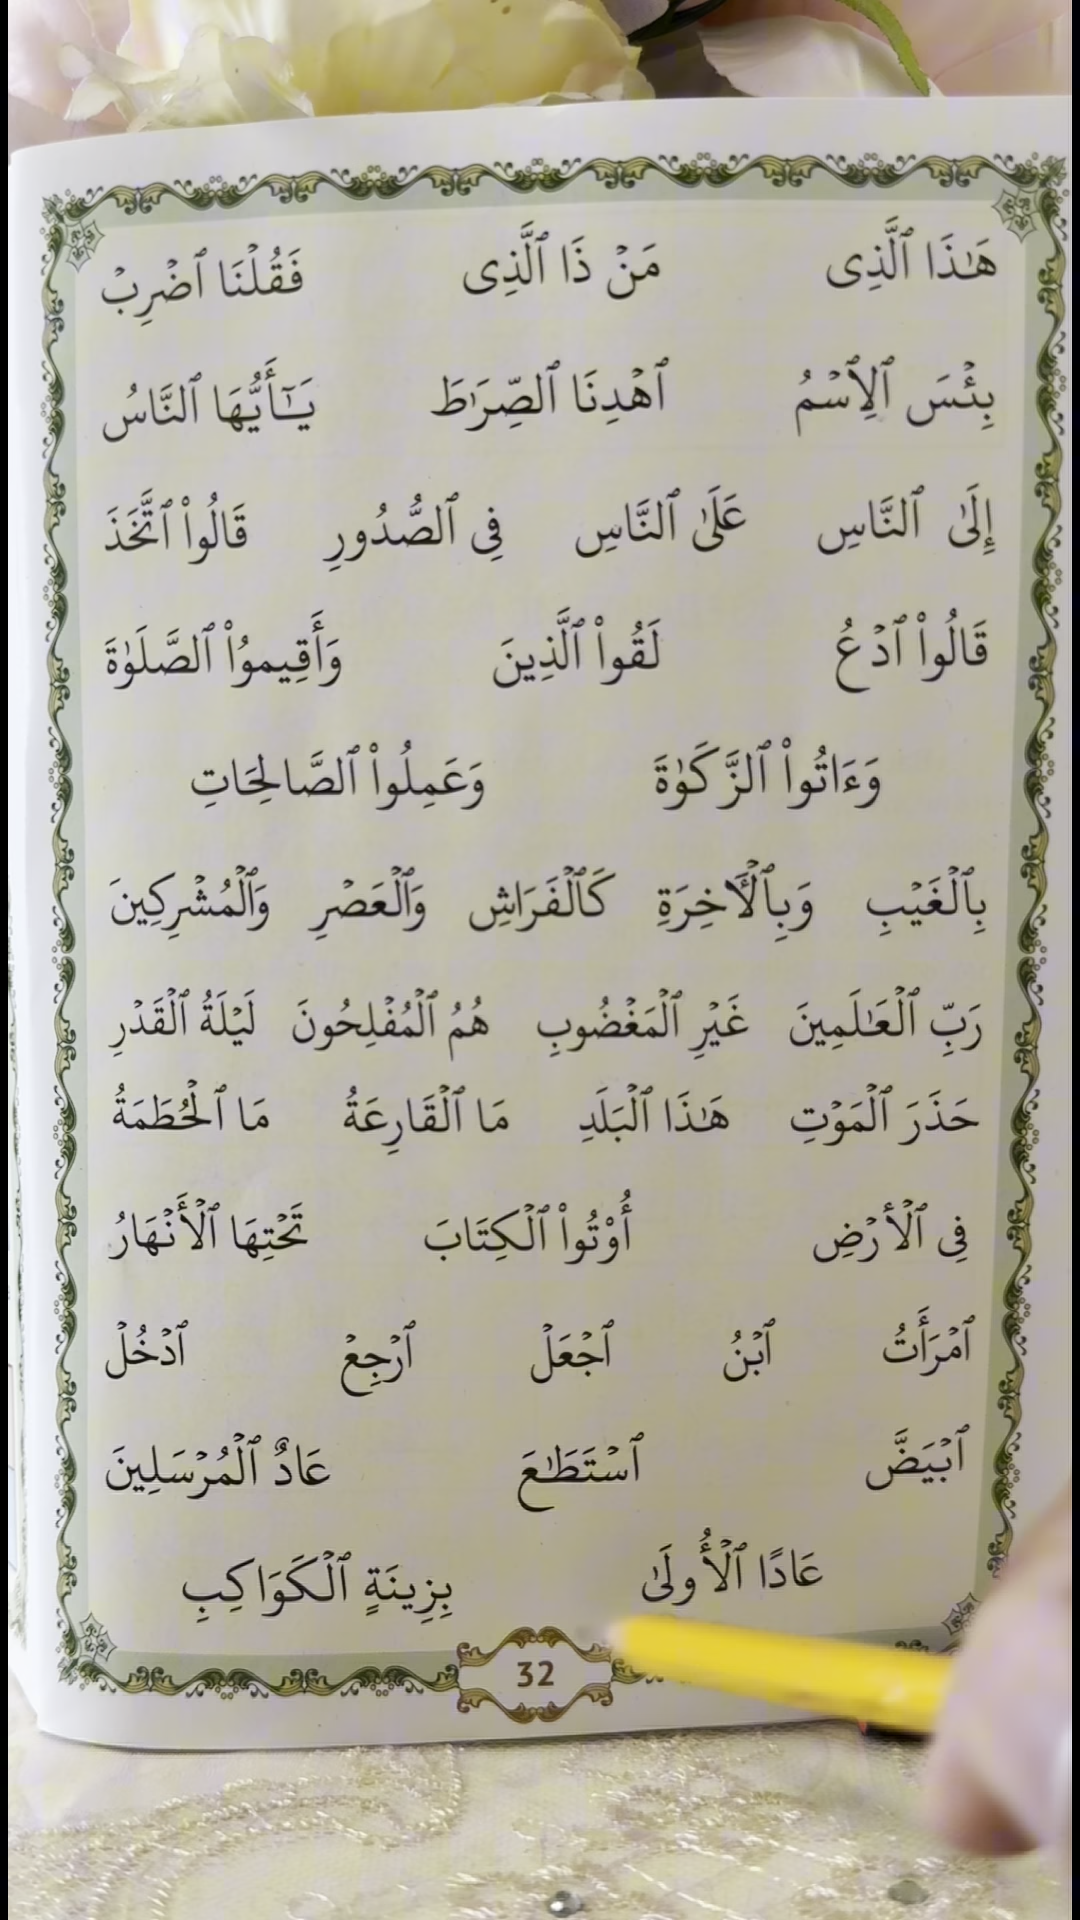 هَٰذَا ٱلَّذِى مَنْ ذَا ٱلَّذِى فَقُلْنَا ٱضْرِبْ
بِئْسَ ٱلِٱسْمُ ٱهْدِنَا ٱلصِّرَٰطَ يَٰٓأَيُّهَا ٱلنَّاسُ
إِلَىٰ ٱلنَّاسِ عَلَىٰ ٱلنَّاسِ فِى ٱلصُّدُورِ قَالُوا۟ ٱتَّخَذَ
قَالُوا۟ ٱدْعُ لَقُوا۟ ٱلَّذِينَ وَأَقِيمُوا۟ ٱلصَّلَوٰةَ
وَءَاتُوا۟ ٱلزَّكَوٰةَ وَعَمِلُوا۟ ٱلصَّالِحَاتِ
بِٱلْغَيْبِ وَبِٱلْأَخِرَةِ كَٱلْفَرَاشِ وَٱلْعَصْرِ وَٱلْمُشْرِكِينَ
رَبِّ ٱلْعَٰلَمِينَ غَيْرِ ٱلْمَغْضُوبِ هُمُ ٱلْمُفْلِحُونَ لَيْلَةُ ٱلْقَدْرِ
حَذَرَ ٱلْمَوْتِ هَٰذَا ٱلْبَلَدِ مَا ٱلْقَارِعَةُ مَا ٱلْحُطَمَةُ
فِى ٱلْأَرْضِ أُوْتُوا۟ ٱلْكِتَابَ تَحْتِهَا ٱلْأَنْهَارُ
ٱمْرَأَتُ ٱبْنُ ٱجْعَلْ ٱرْجِعْ ٱدْخُلْ
ٱبْيَضَّ ٱسْتَطَٰعَ عَادٌ ٱلْمُرْسَلِينَ
عَادًا ٱلْأُولَىٰ بِزِينَةٍ ٱلْكَوَاكِبِ
32